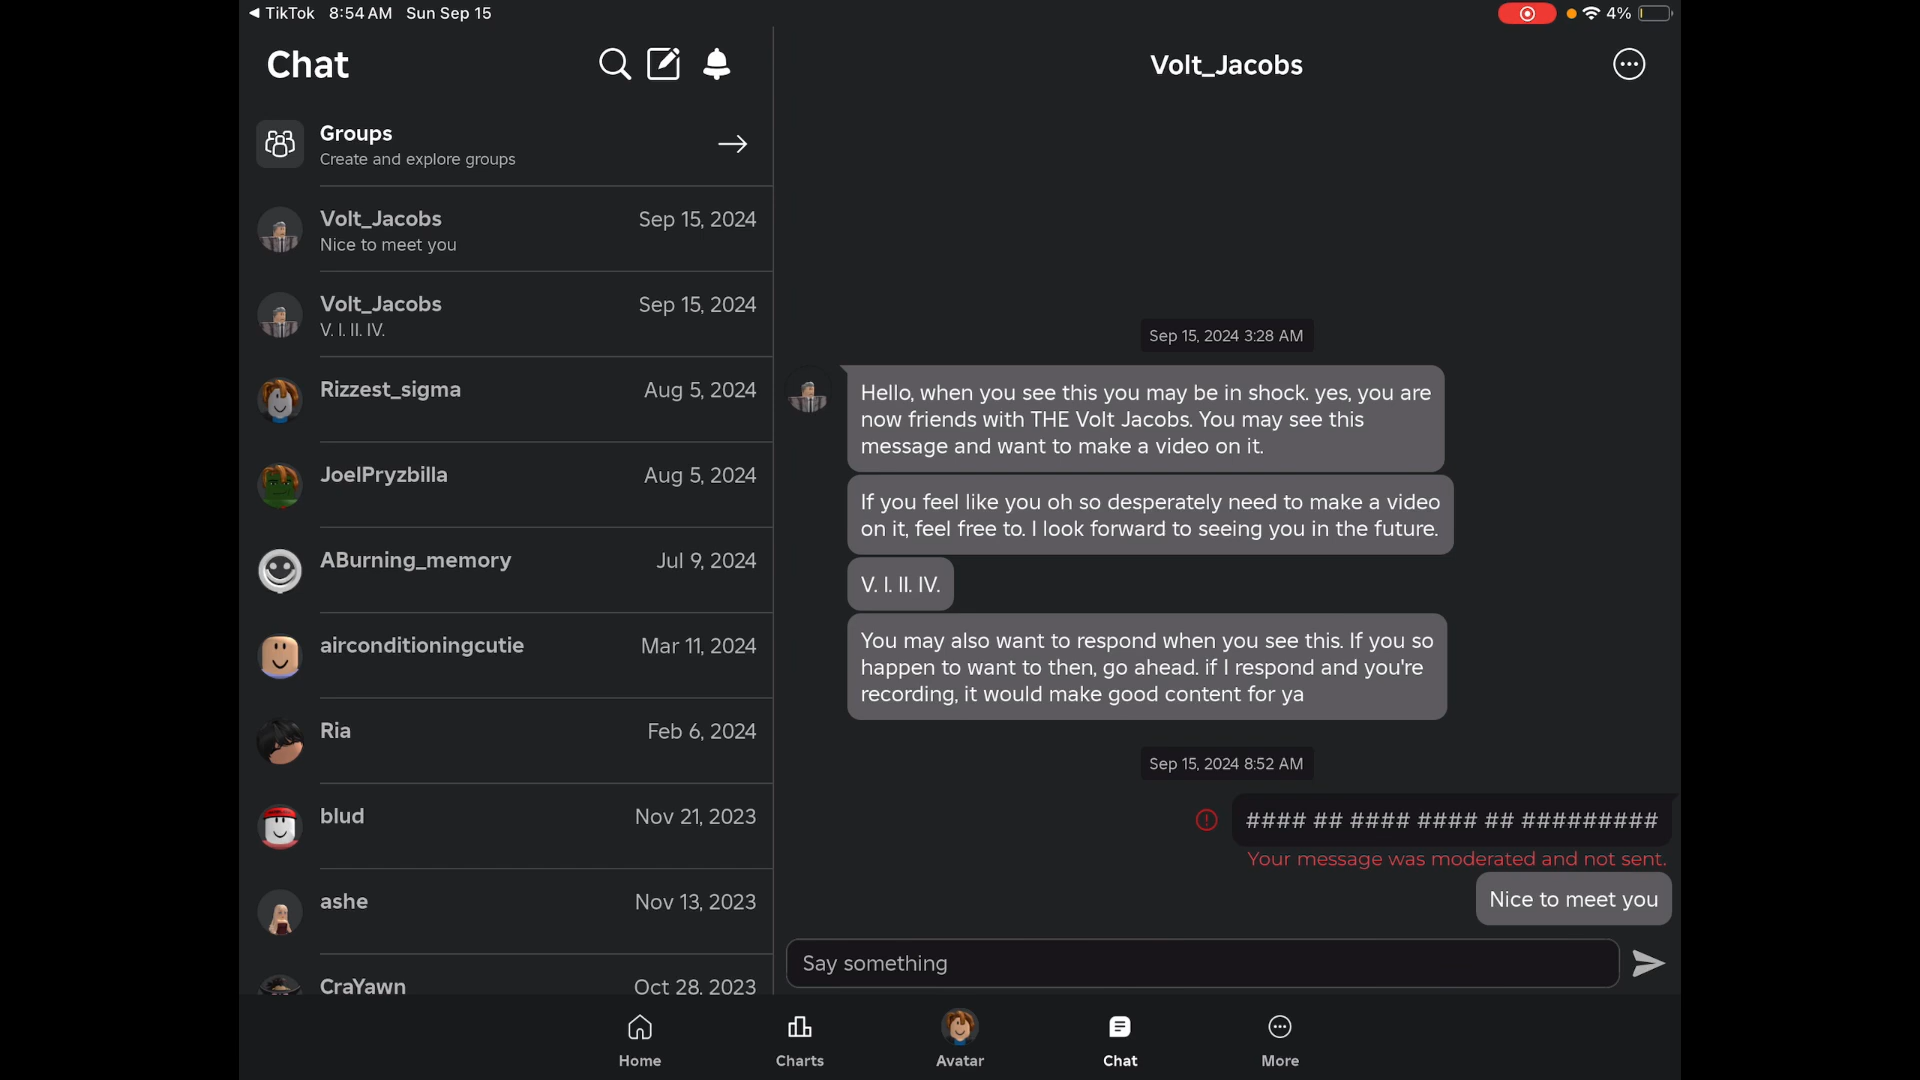 TikTok 8:54 AM Sun Sep 15
4%
Chat
Groups
Create and explore groups
Volt_Jacobs Sep 15, 2024
Nice to meet you
Volt_Jacobs Sep 15, 2024
V. I. II. IV.
Rizzest_sigma Aug 5, 2024
JoelPryzbilla Aug 5, 2024
ABurning_memory Jul 9, 2024
airconditioningcutie Mar 11, 2024
Ria Feb 6, 2024
blud Nov 21, 2023
ashe Nov 13, 2023
CraYawn Oct 28, 2023
Volt_Jacobs
Sep 15, 2024 3:28 AM
Hello, when you see this you may be in shock. yes, you are
now friends with THE Volt Jacobs. You may see this
message and want to make a video on it.
If you feel like you oh so desperately need to make a video
on it, feel free to. I look forward to seeing you in the future.
V. I. II. IV.
You may also want to respond when you see this. If you so
happen to want to then, go ahead. if I respond and you're
recording, it would make good content for ya
Sep 15, 2024 8:52 AM
#### ## #### #### ## #########
Your message was moderated and not sent.
Nice to meet you
Say something
Home Charts Avatar Chat More